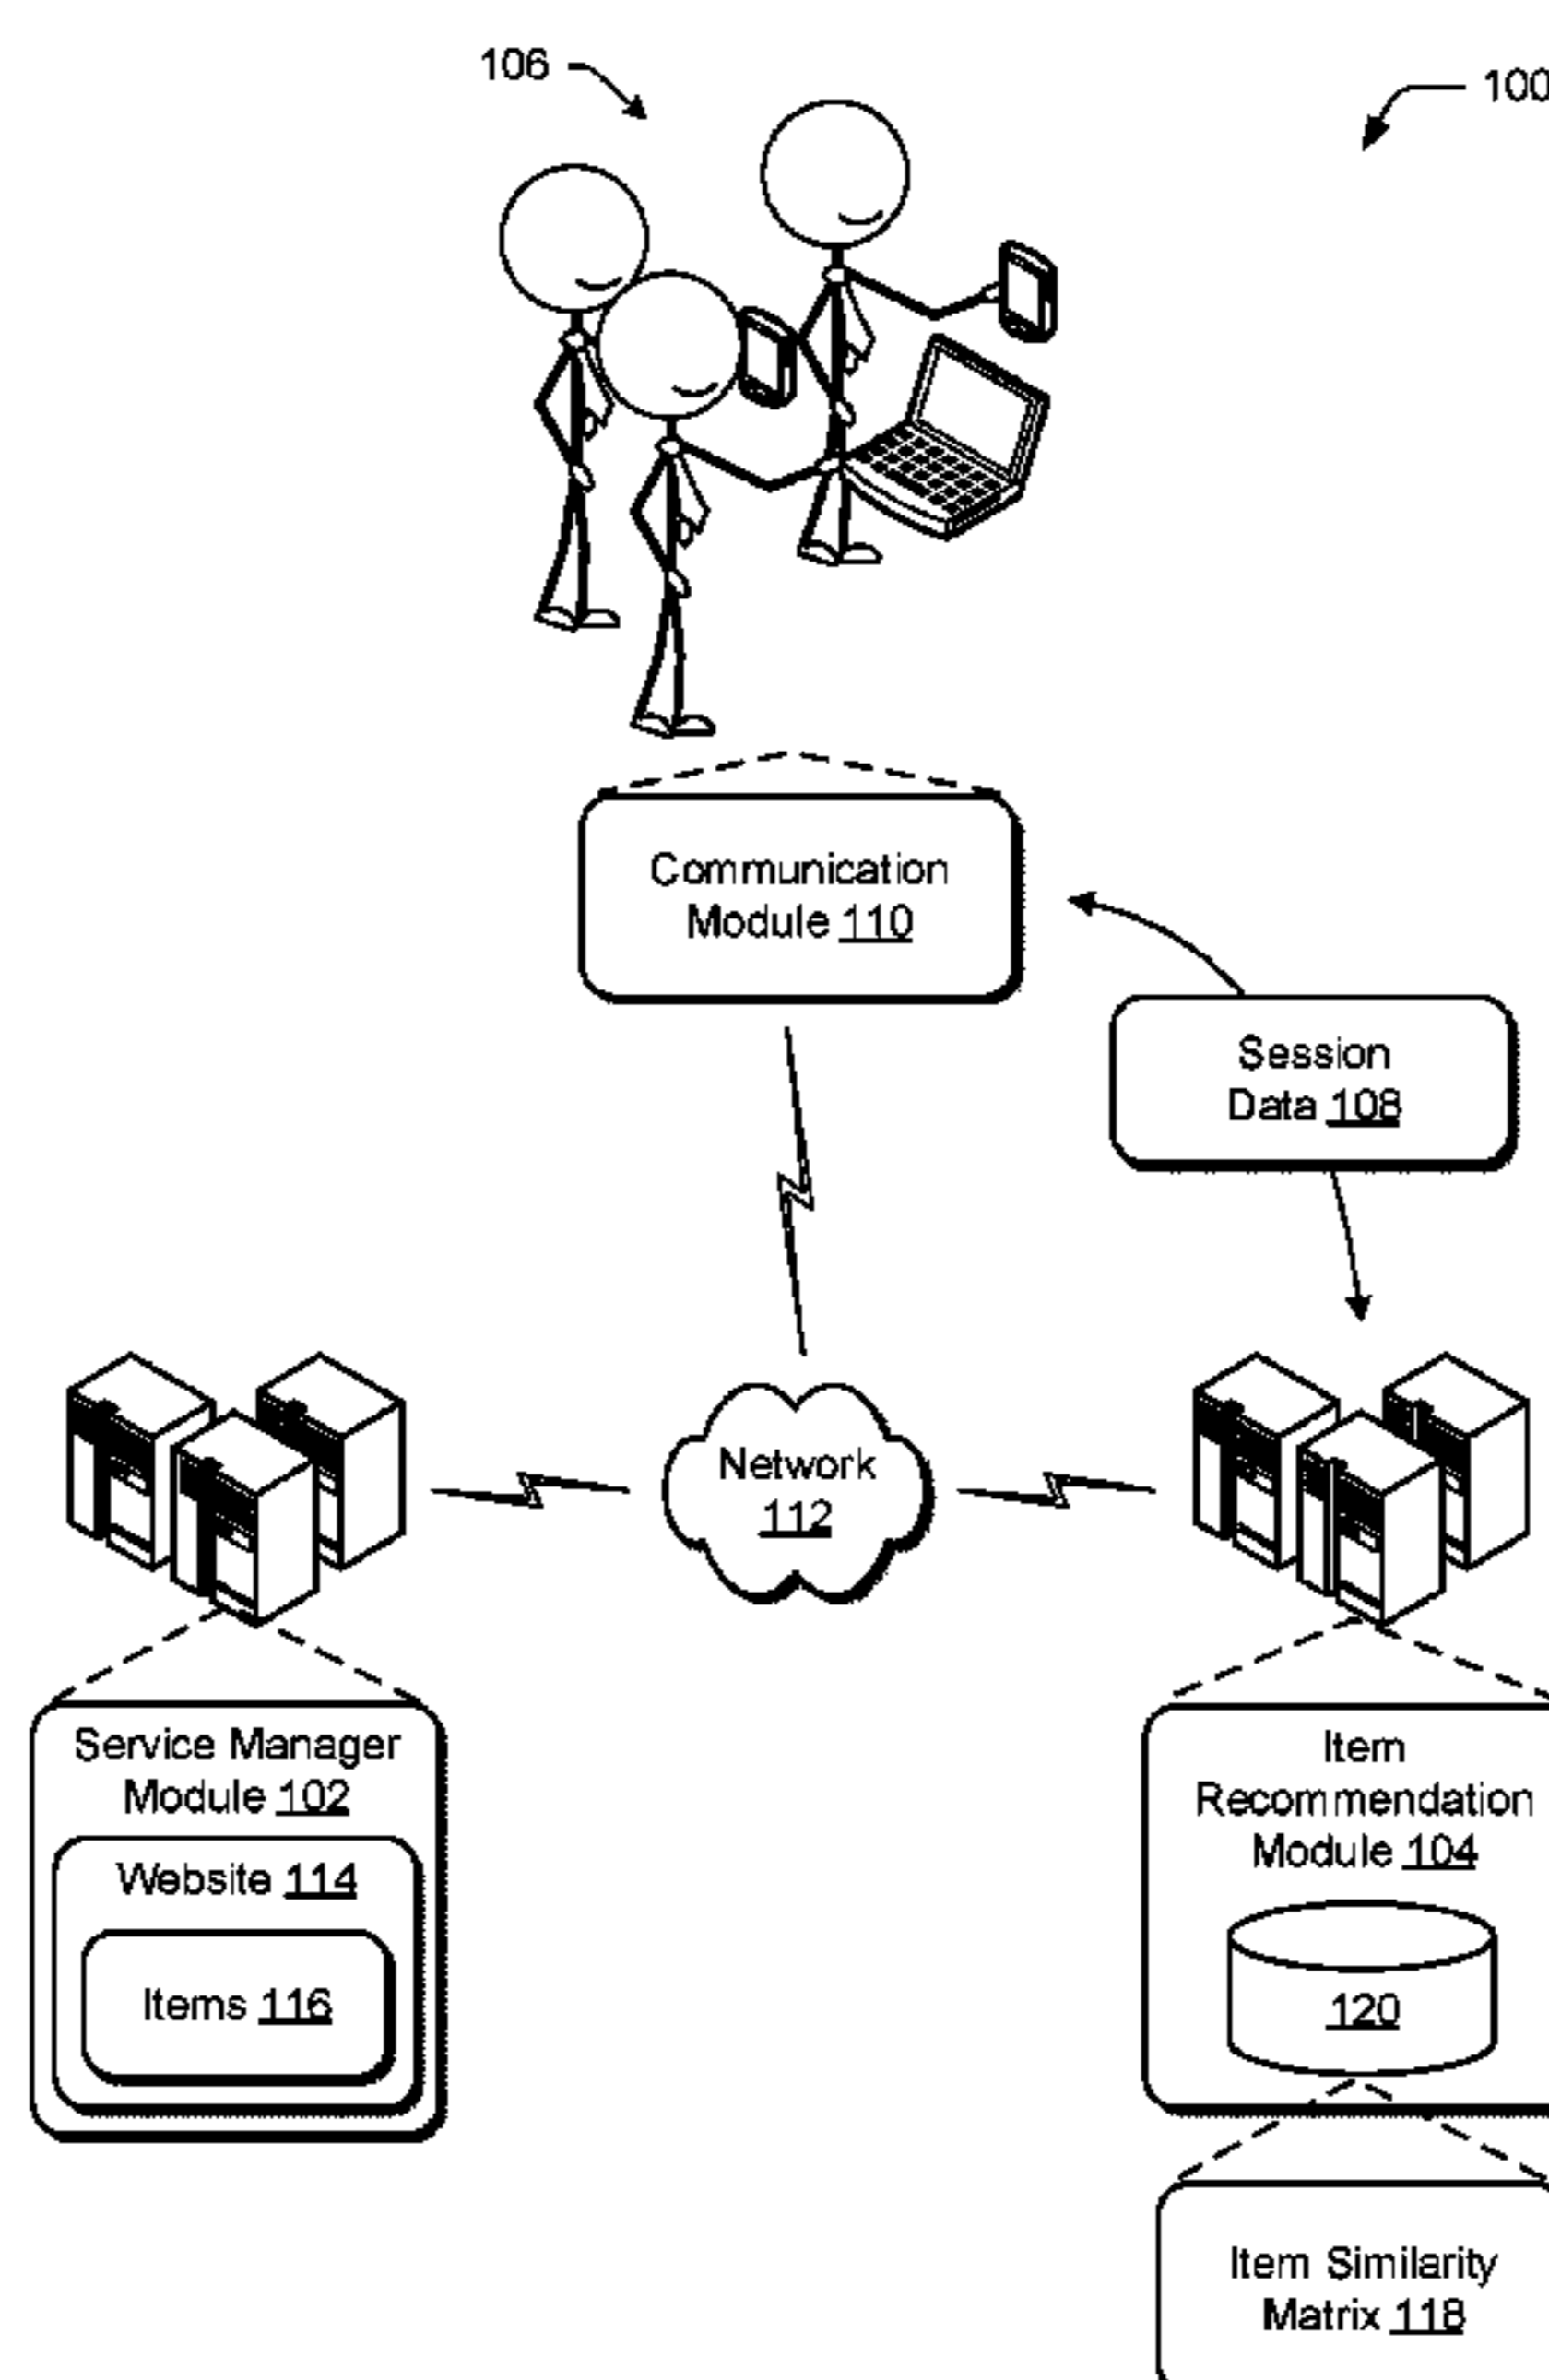 106
100
Communication
Module 110
Session
Data 108
Network
112
Service Manager
Module 102
Website 114
Items 116
Item
Recommendation
Module 104
120
Item Similarity
Matrix 118